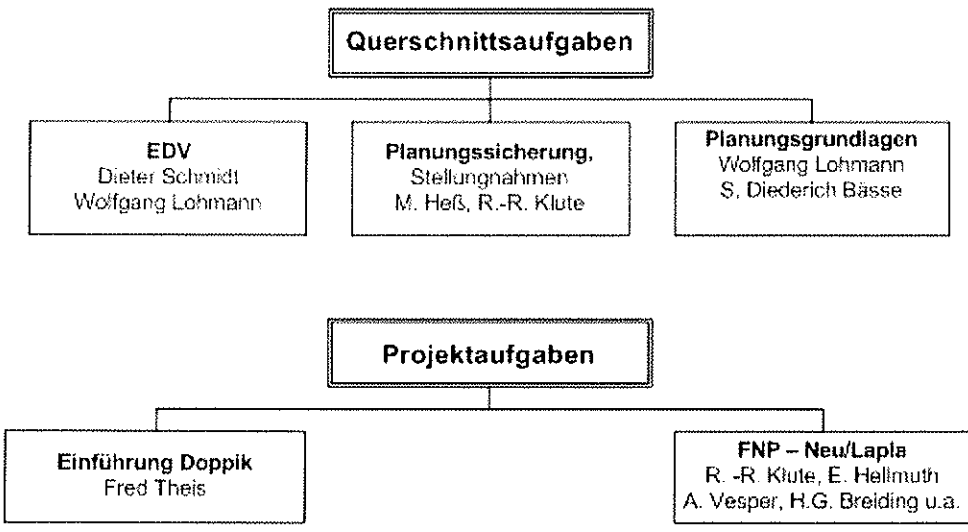 Querschnittsaufgaben
EDV
Dieter Schmidt
Wolfgang Lohmann
Planungssicherung,
Stellungnahmen
M. Heß, R.-R. Klute
Planungsgrundlagen
Wolfgang Lohmann
S. Diederich Bässe
Projektaufgaben
Einführung Doppik
Fred Theis
FNP – Neu/Lapla
R. -R. Klute, E. Hellmuth
A. Vesper, H.G. Breiding u.a.